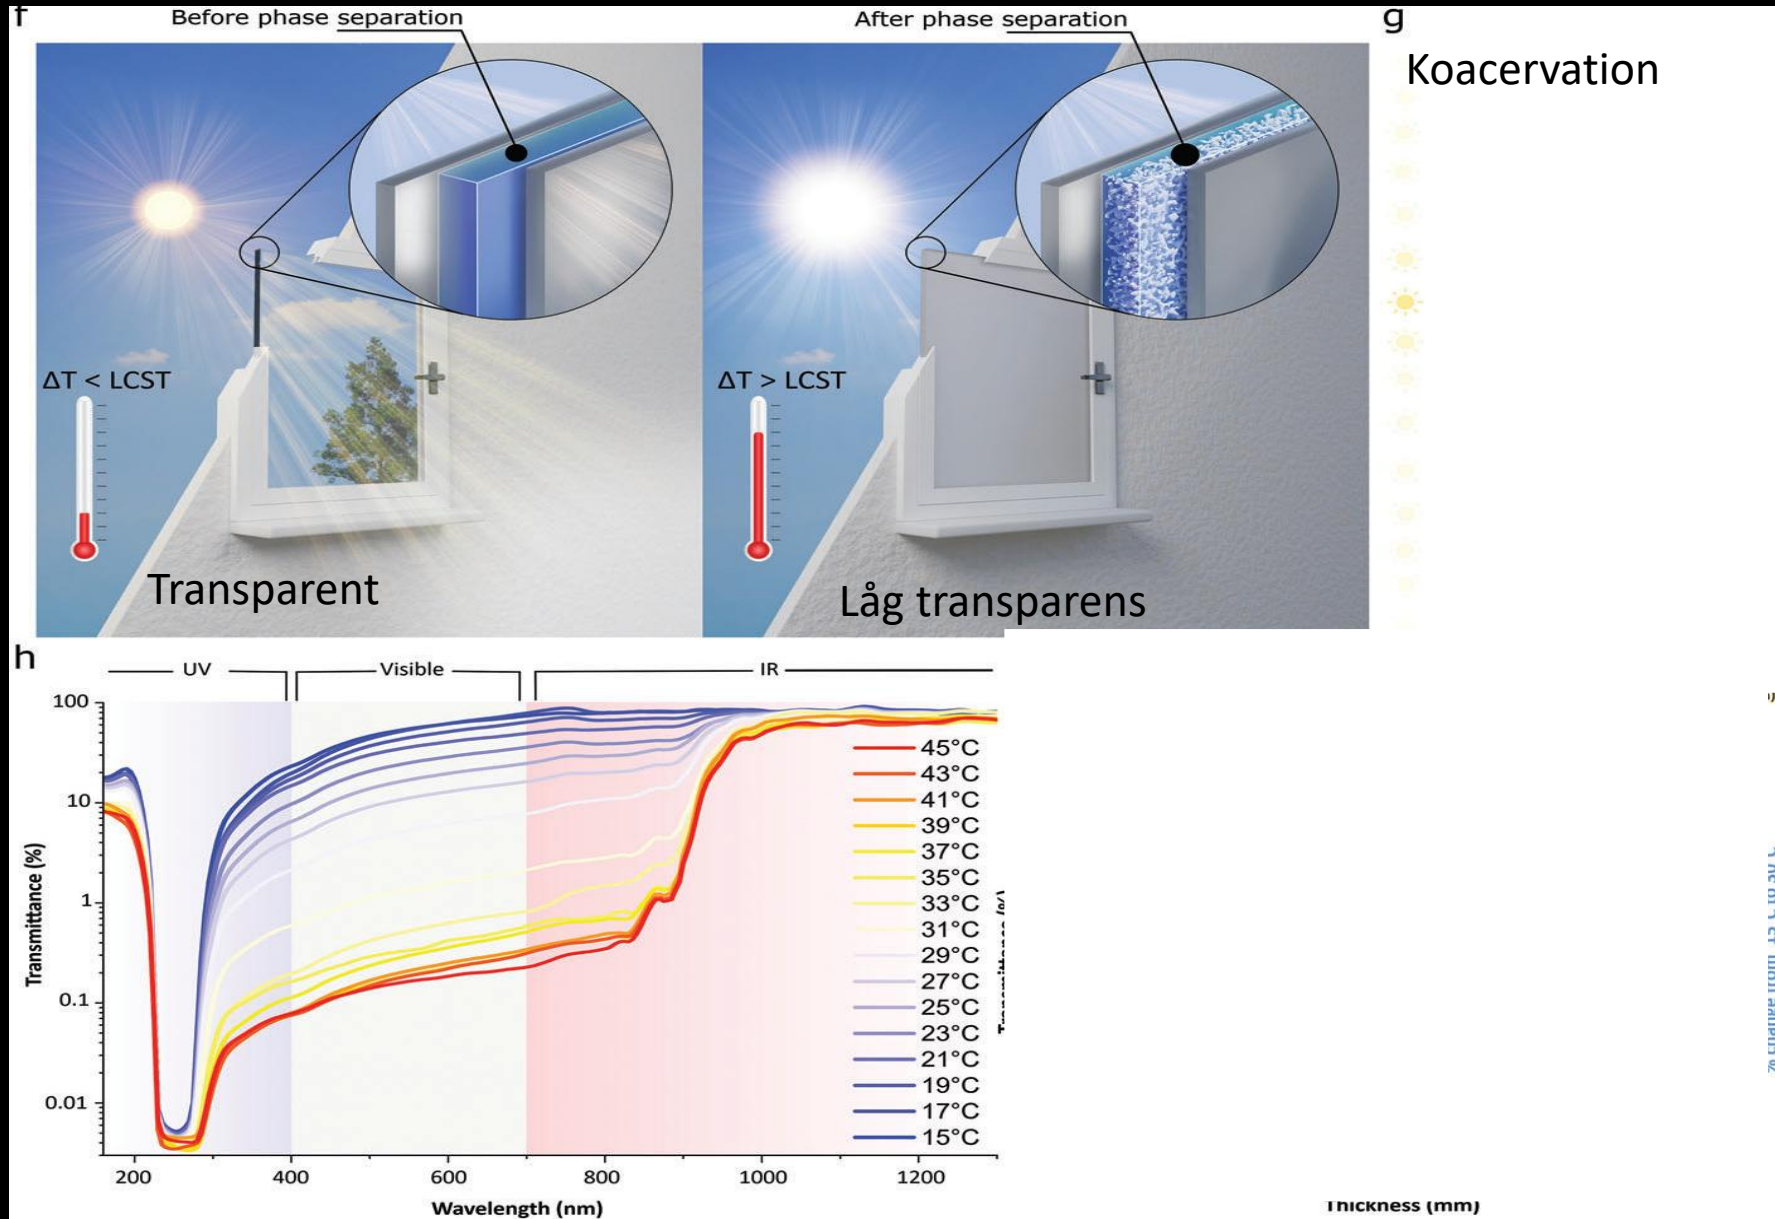 f
Before phase separation
After phase separation
g
Koacervation
ΔT < LCST
ΔT > LCST
Transparent
Låg transparens
h
UV
Visible
IR
100
10
1
0.1
0.01
Transmittance (%)
45°C
43°C
41°C
39°C
37°C
35°C
33°C
31°C
29°C
27°C
25°C
23°C
21°C
19°C
17°C
15°C
200
400
600
800
1000
1200
Wavelength (nm)
Thickness (mm)